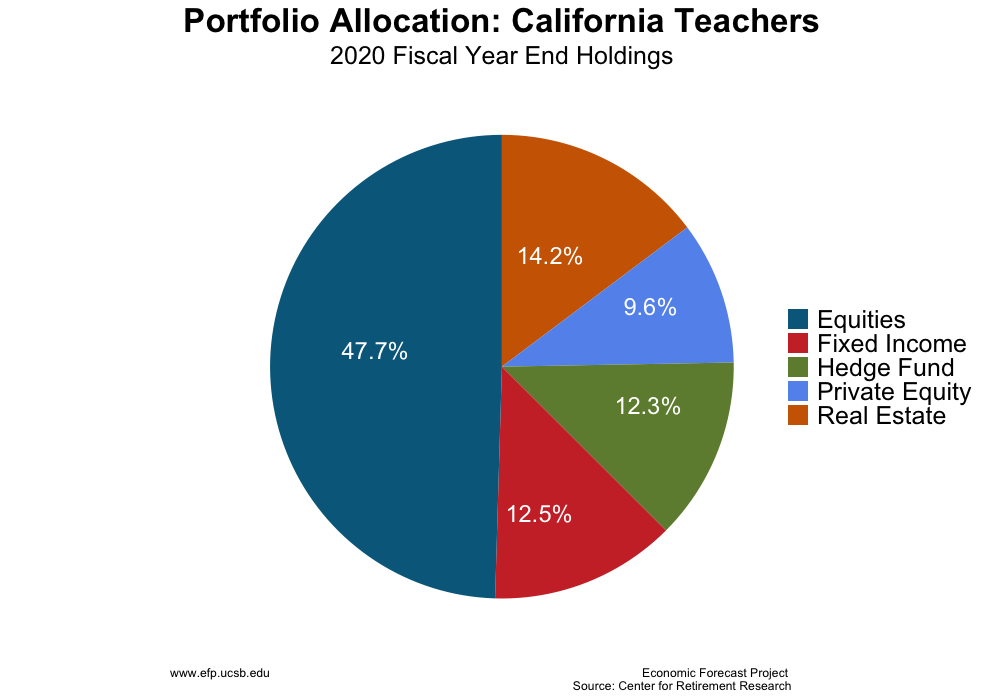 Portfolio Allocation: California Teachers
2020 Fiscal Year End Holdings
14.2%
9.6%
47.7%
12.3%
12.5%
Equities
Fixed Income
Hedge Fund
Private Equity
Real Estate
www.efp.ucsb.edu
Economic Forecast Project
Source: Center for Retirement Research